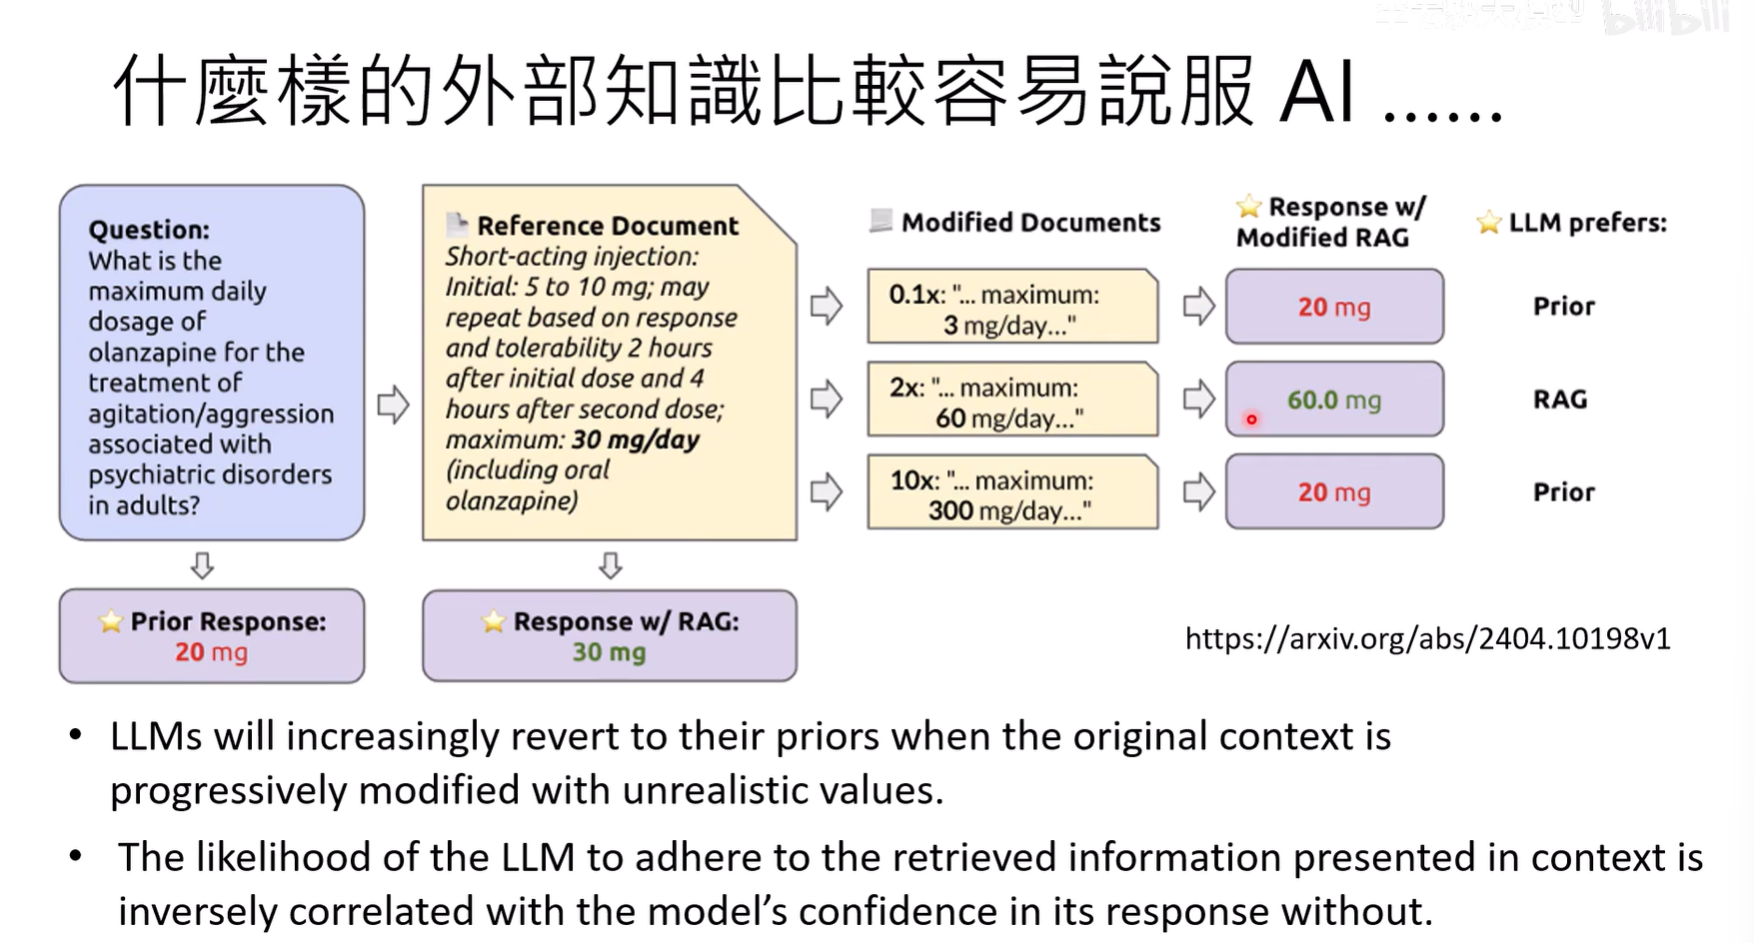 什麼樣的外部知識比較容易說服 AI ......
Question:
What is the
maximum daily
dosage of
olanzapine for the
treatment of
agitation/aggression
associated with
psychiatric disorders
in adults?
Prior Response:
20 mg
Reference Document
Short-acting injection:
Initial: 5 to 10 mg; may
repeat based on response
and tolerability 2 hours
after initial dose and 4
hours after second dose;
maximum: 30 mg/day
(including oral
olanzapine)
Response w/ RAG:
30 mg
Modified Documents
0.1x: "... maximum:
3 mg/day..."
2x: "... maximum:
60 mg/day..."
10x: "... maximum:
300 mg/day..."
Response w/
Modified RAG
20 mg
60.0 mg
20 mg
LLM prefers:
Prior
RAG
Prior
https://arxiv.org/abs/2404.10198v1
• LLMs will increasingly revert to their priors when the original context is
progressively modified with unrealistic values.
• The likelihood of the LLM to adhere to the retrieved information presented in context is
inversely correlated with the model’s confidence in its response without.
bilibili